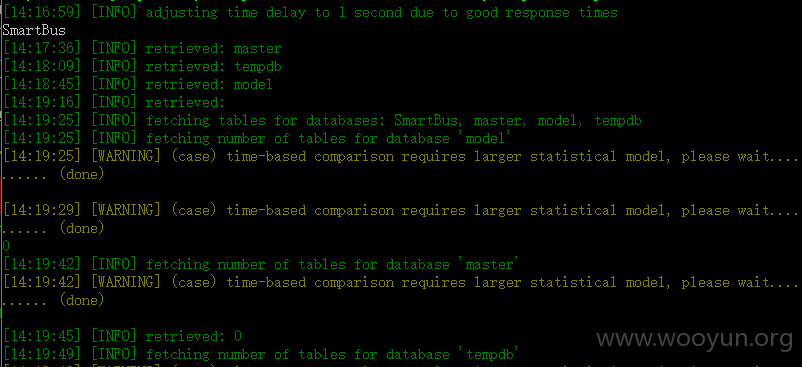 [14:16:59] [INFO] adjusting time delay to 1 second due to good response times
SmartBus
[14:17:36] [INFO] retrieved: master
[14:18:09] [INFO] retrieved: tempdb
[14:18:45] [INFO] retrieved: model
[14:19:16] [INFO] retrieved:
[14:19:25] [INFO] fetching tables for databases: SmartBus, master, model, tempdb
[14:19:25] [INFO] fetching number of tables for database 'model'
[14:19:25] [WARNING] (case) time-based comparison requires larger statistical model, please wait....
...... (done)
[14:19:29] [WARNING] (case) time-based comparison requires larger statistical model, please wait....
...... (done)
0
[14:19:42] [INFO] fetching number of tables for database 'master'
[14:19:42] [WARNING] (case) time-based comparison requires larger statistical model, please wait....
...... (done)
[14:19:45] [INFO] retrieved: 0
[14:19:49] [INFO] fetching number of tables for database 'tempdb'
www.wooyun.org